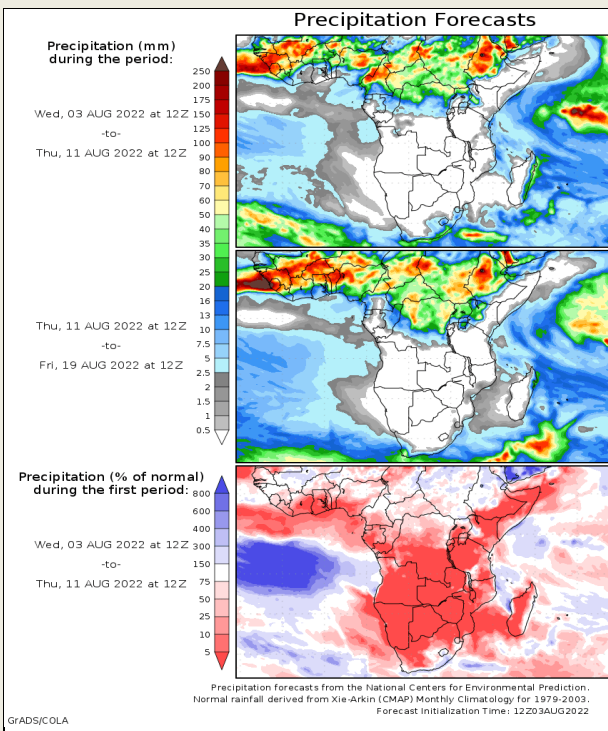 Precipitation Forecasts
Precipitation (mm)
during the period:
Wed, 03 AUG 2022 at 12Z
-to-
Thu, 11 AUG 2022 at 12Z
250
200
175
150
125
100
90
80
70
60
50
40
35
30
25
20
16
13
10
7.5
5
2.5
2
1.5
1
0.5
Thu, 11 AUG 2022 at 12Z
-to-
Fri, 19 AUG 2022 at 12Z
Precipitation (% of normal)
during the first period:
Wed, 03 AUG 2022 at 12Z
-to-
Thu, 11 AUG 2022 at 12Z
800
600
400
300
150
75
50
25
10
5
Precipitation forecasts from the National Centers for Environmental Prediction.
Normal rainfall derived from Xie-Arkin (CMAP) Monthly Climatology for 1979-2003.
Forecast Initialization Time: 12Z03AUG2022
GrADS/COLA